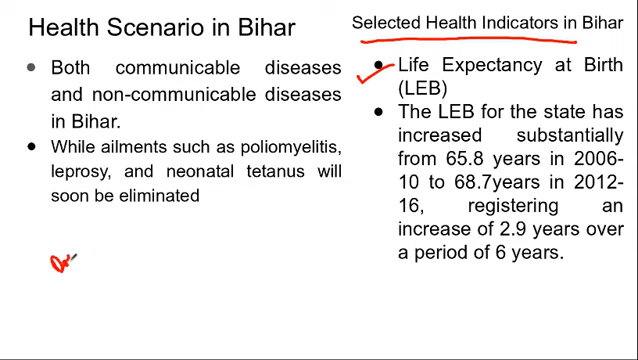 Health Scenario in Bihar
● Both communicable diseases
and non-communicable diseases
in Bihar.
● While ailments such as poliomyelitis,
leprosy, and neonatal tetanus will
soon be eliminated
Selected Health Indicators in Bihar
● Life Expectancy at Birth
(LEB)
● The LEB for the state has
increased substantially
from 65.8 years in 2006-
10 to 68.7years in 2012-
16, registering an
increase of 2.9 years over
a period of 6 years.